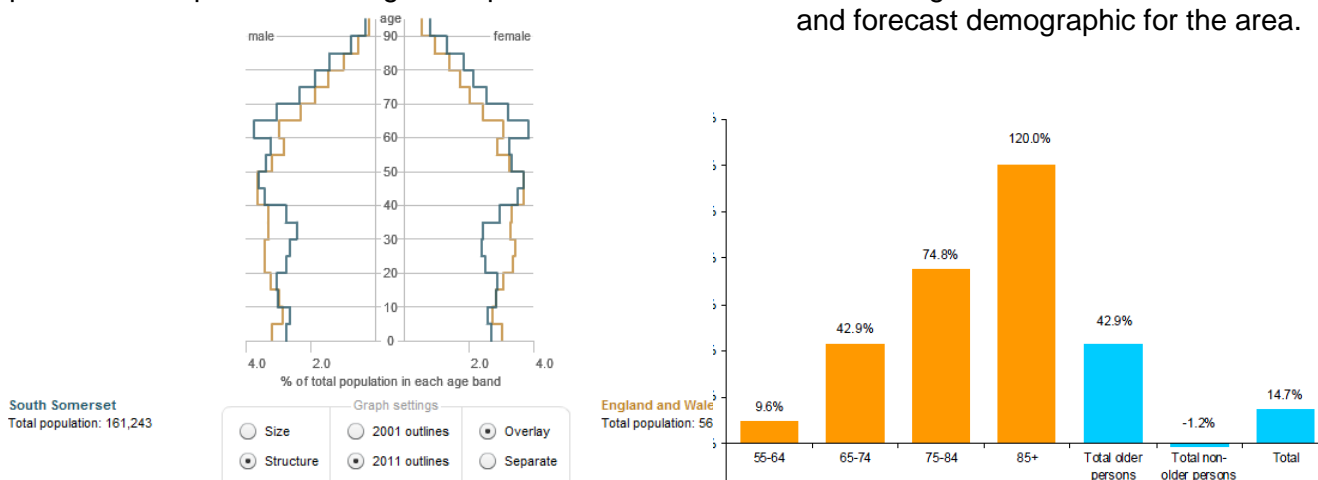 and forecast demographic for the area.
age
male
90
female
80
70
60
50
40
30
20
10
0
4.0
2.0
2.0
4.0
% of total population in each age band
South Somerset
Total population: 161,243
Graph settings
Size
2001 outlines
Overlay
Structure
2011 outlines
Separate
England and Wale
Total population: 56
%
%
%
%
%
%
%
%
9.6%
42.9%
74.8%
120.0%
42.9%
-1.2%
14.7%
55-64
65-74
75-84
85+
Total older
persons
Total non-
older persons
Total